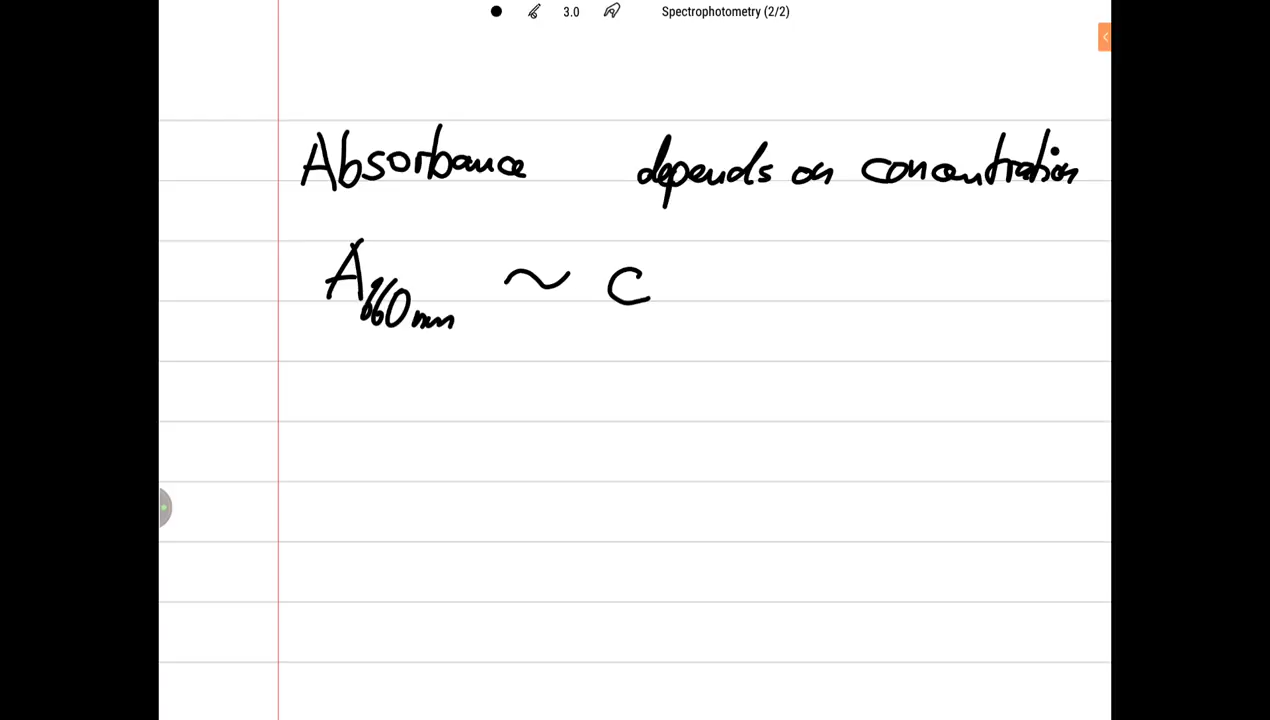 3.0 Spectrophotometry (2/2)
Absorbance depends on concentration
A660nm ~ c